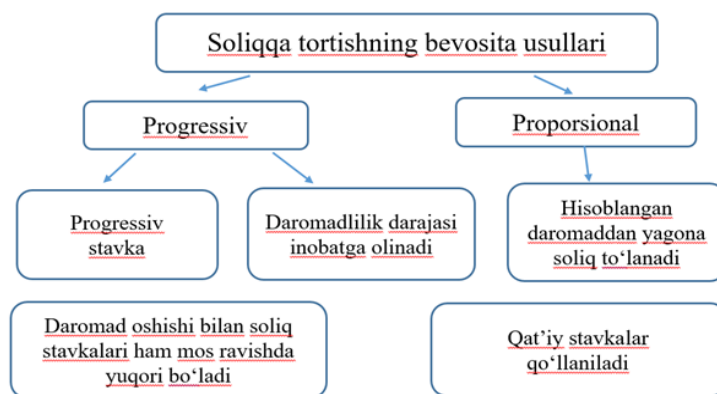 Soliqqa tortishning bevosita usullari
Progressiv
Proporsional
Progressiv
stavka
Daromadlilik darajasi
inobatga olinadi
Hisoblangan
daromaddan yagona
soliq to‘lanadi
Daromad oshishi bilan soliq
stavkalari ham mos ravishda
yuqori bo‘ladi
Qat’iy stavkalar
qo‘llaniladi